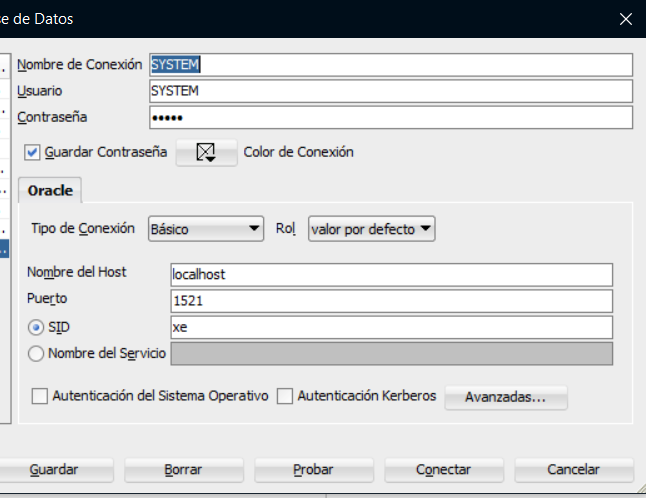 se de Datos
Nombre de Conexión SYSTEM
Usuario SYSTEM
Contraseña •••••
Guardar Contraseña Color de Conexión
Oracle
Tipo de Conexión Básico Rol valor por defecto
Nombre del Host localhost
Puerto 1521
SID xe
Nombre del Servicio
Autenticación del Sistema Operativo Autenticación Kerberos Avanzadas...
Guardar Borrar Probar Conectar Cancelar